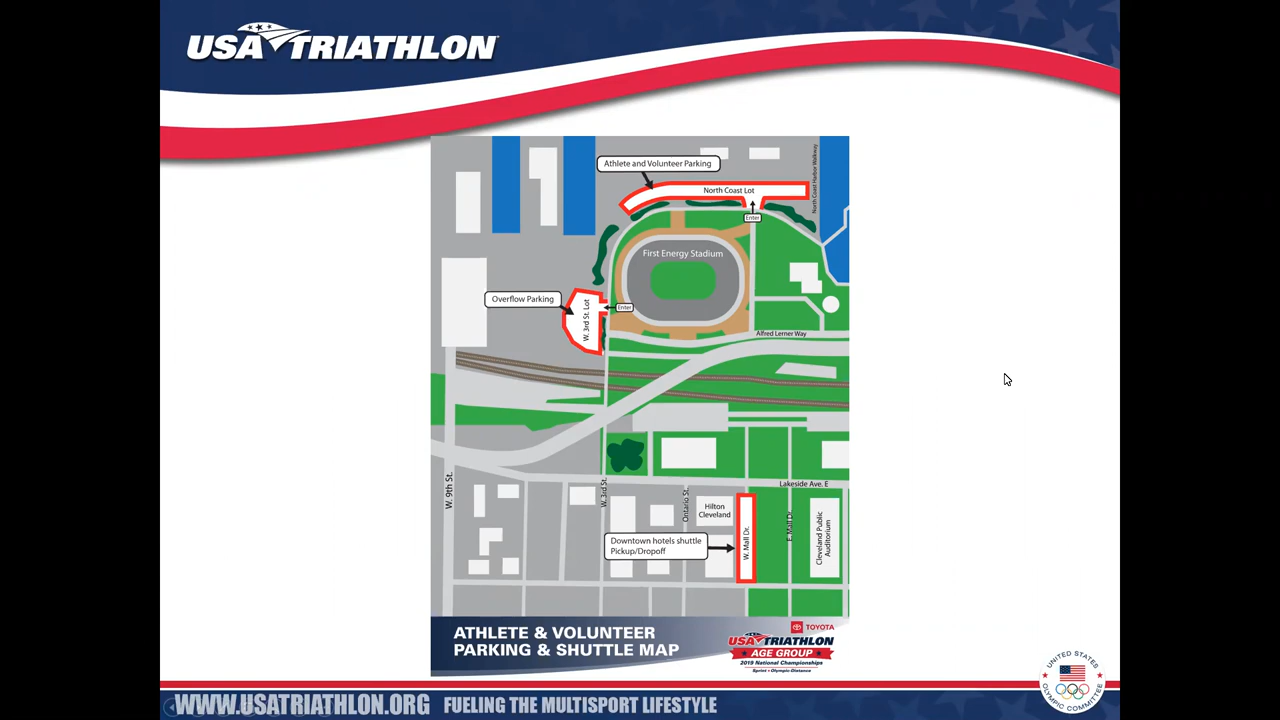 USA TRIATHLON
Athlete and Volunteer Parking
North Coast Lot
North Coast Harbor Walkway
Enter
First Energy Stadium
Overflow Parking
W. 3rd St. Lot
Enter
Alfred Lerner Way
W. 9th St.
W. 3rd St.
Ontario St.
Lakeside Ave. E
Hilton
Cleveland
W. Mall Dr.
E. Mall Dr.
Cleveland Public
Auditorium
Downtown hotels shuttle
Pickup/Dropoff
ATHLETE & VOLUNTEER
PARKING & SHUTTLE MAP
TOYOTA
USA TRIATHLON
AGE GROUP
2019 National Championships
Sprint • Olympic-Distance
UNITED STATES
OLYMPIC COMMITTEE
WWW.USATRIATHLON.ORG FUELING THE MULTISPORT LIFESTYLE